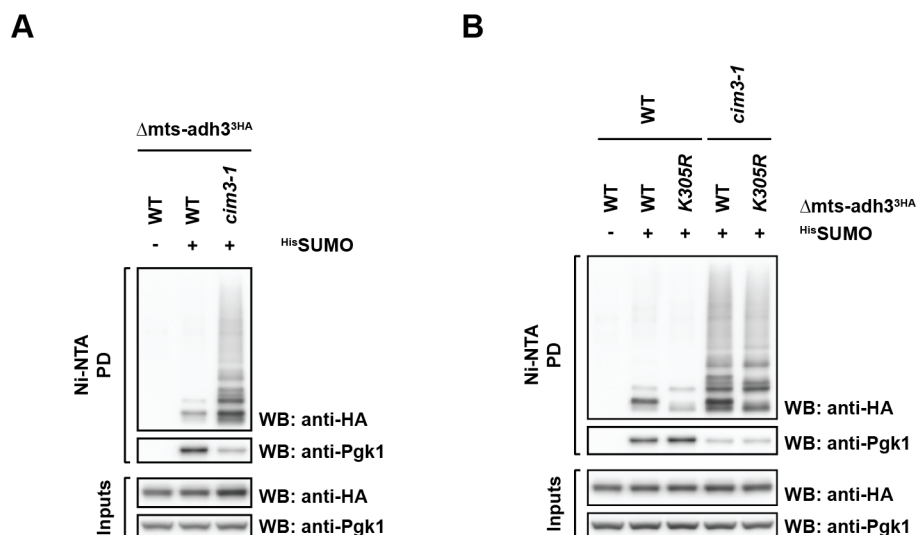 A
Δmts-adh3³ᴴᴬ
WT
WT
cim3-1
- + + ᴴⁱˢSUMO
Ni-NTA
PD
WB: anti-HA
WB: anti-Pgk1
Inputs
WB: anti-HA
WB: anti-Pgk1
B
WT
cim3-1
WT
WT
K305R
WT
K305R
Δmts-adh3³ᴴᴬ
- + + + + ᴴⁱˢSUMO
Ni-NTA
PD
WB: anti-HA
WB: anti-Pgk1
Inputs
WB: anti-HA
WB: anti-Pgk1